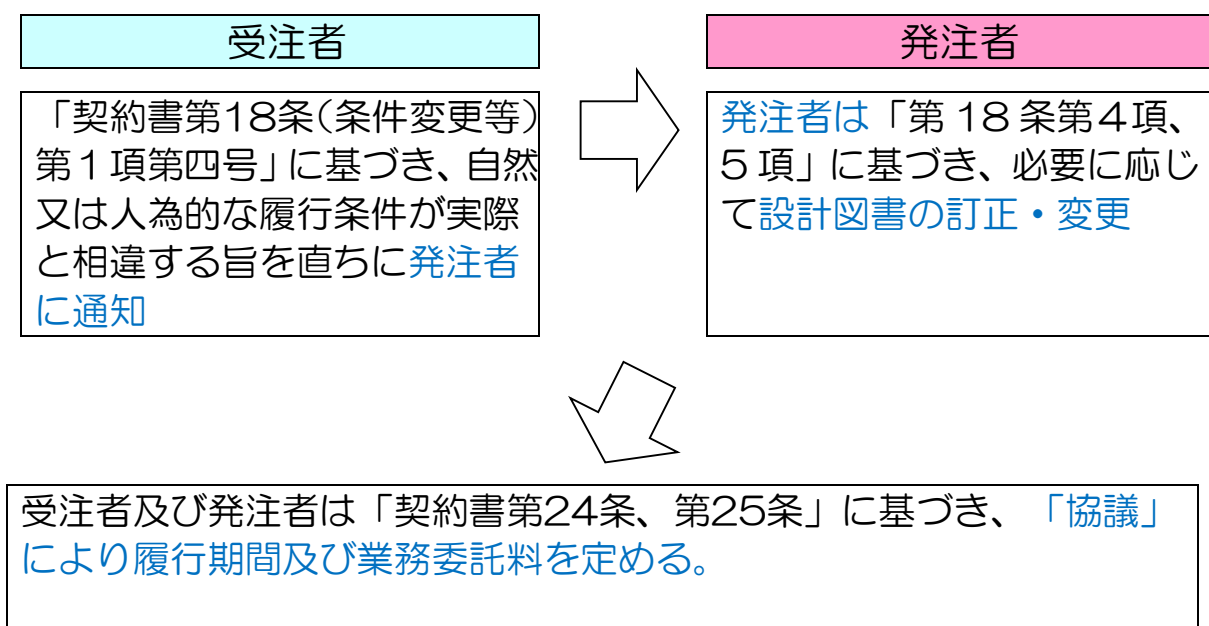 受注者
「契約書第18条(条件変更等)
第1項第四号」に基づき、自然
又は人為的な履行条件が実際
と相違する旨を直ちに発注者
に通知
発注者
発注者は「第18条第4項、
5項」に基づき、必要に応じ
て設計図書の訂正・変更
受注者及び発注者は「契約書第24条、第25条」に基づき、「協議」
により履行期間及び業務委託料を定める。